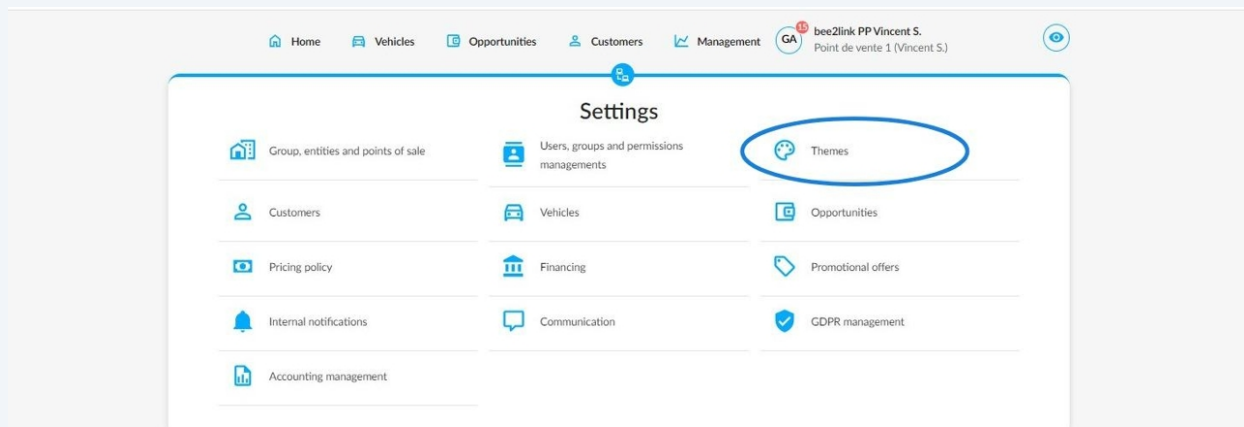 Home
Vehicles
Opportunities
Customers
Management
GA
15
bee2link PP Vincent S.
Point de vente 1 (Vincent S.)
Settings
Group, entities and points of sale
Users, groups and permissions
managements
Themes
Customers
Vehicles
Opportunities
Pricing policy
Financing
Promotional offers
Internal notifications
Communication
GDPR management
Accounting management